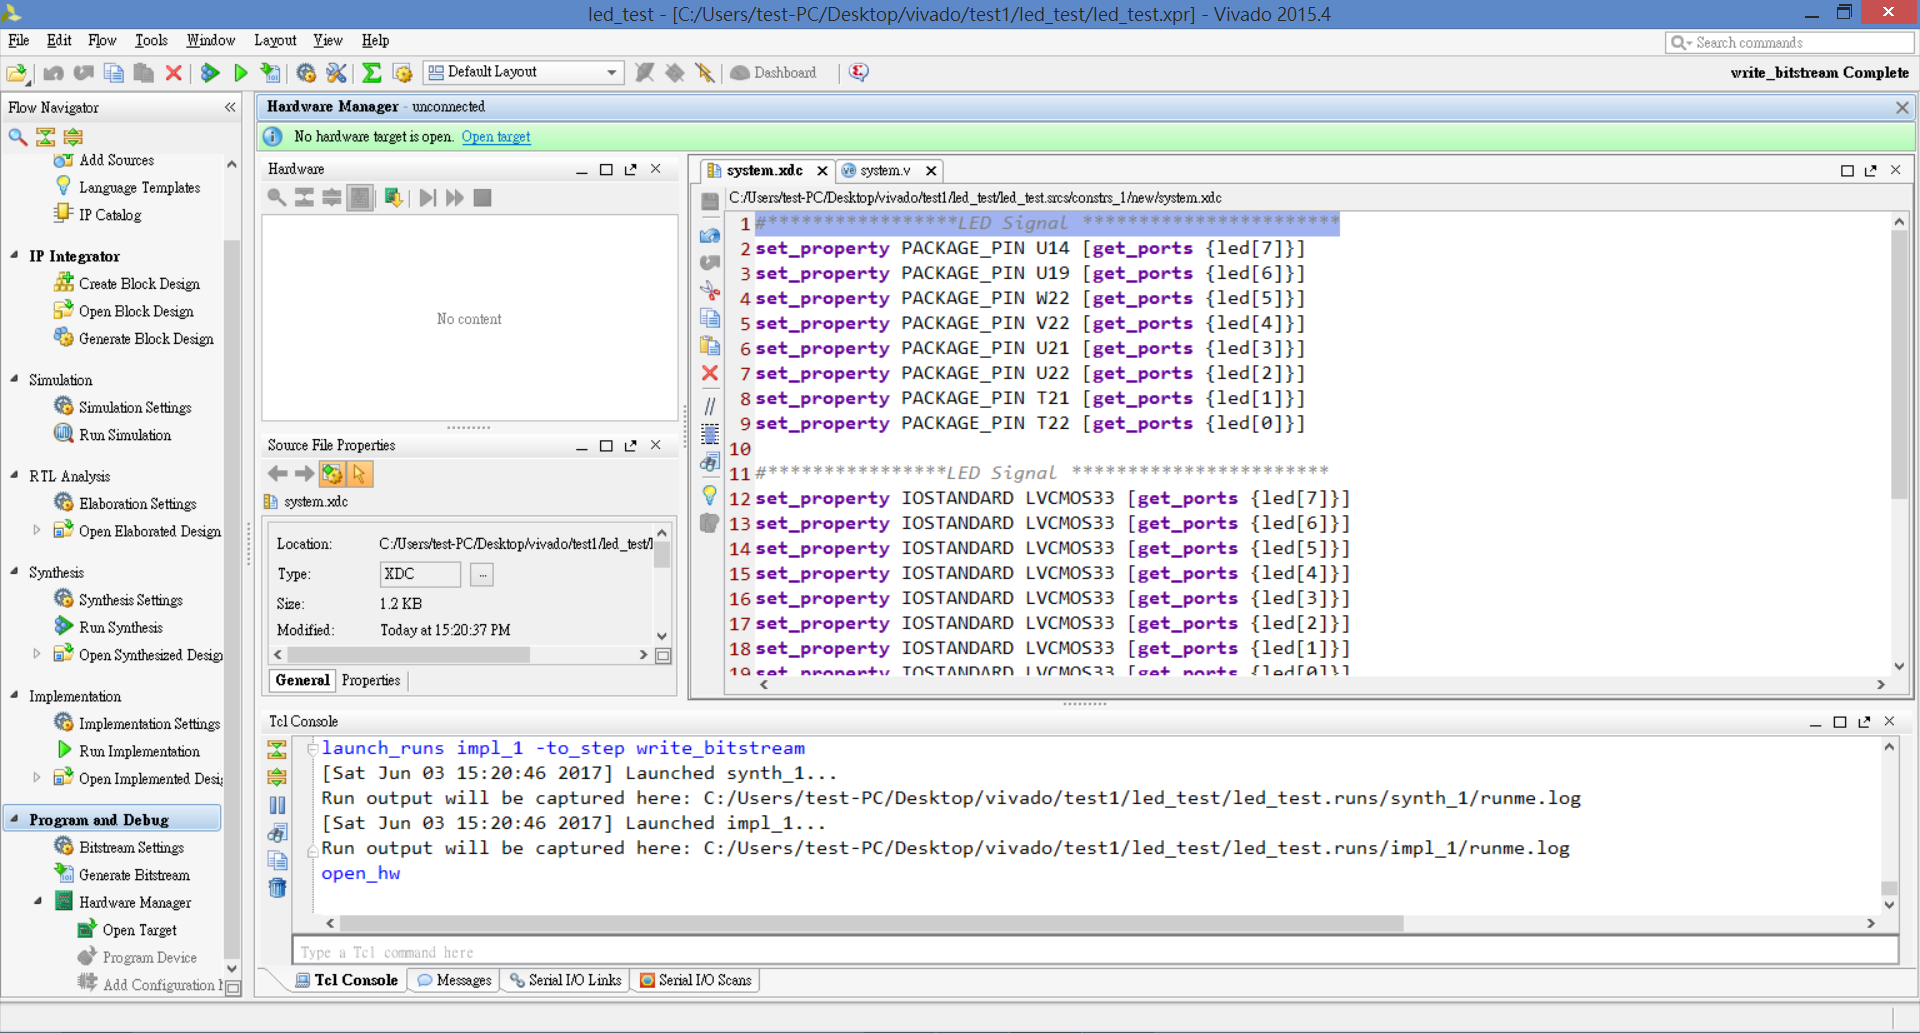 led_test - [C:/Users/test-PC/Desktop/vivado/test1/led_test/led_test.xpr] - Vivado 2015.4
File Edit Flow Tools Window Layout View Help
Search commands
Default Layout
Dashboard
write_bitstream Complete
Flow Navigator
Add Sources
Language Templates
IP Catalog
IP Integrator
Create Block Design
Open Block Design
Generate Block Design
Simulation
Simulation Settings
Run Simulation
RTL Analysis
Elaboration Settings
Open Elaborated Design
Synthesis
Synthesis Settings
Run Synthesis
Open Synthesized Desig
Implementation
Implementation Settings
Run Implementation
Open Implemented Desi
Program and Debug
Bitstream Settings
Generate Bitstream
Hardware Manager
Open Target
Program Device
Add Configuration
Hardware Manager - unconnected
No hardware target is open. Open target
Hardware
No content
Source File Properties
system.xdc
Location: C:/Users/test-PC/Desktop/vivado/test1/led_test/l
Type: XDC ...
Size: 1.2 KB
Modified: Today at 15:20:37 PM
General Properties
system.xdc system.v
C:/Users/test-PC/Desktop/vivado/test1/led_test/led_test.srcs/constrs_1/new/system.xdc
1 #*****************LED Signal ***********************
2 set_property PACKAGE_PIN U14 [get_ports {led[7]}]
3 set_property PACKAGE_PIN U19 [get_ports {led[6]}]
4 set_property PACKAGE_PIN W22 [get_ports {led[5]}]
5 set_property PACKAGE_PIN V22 [get_ports {led[4]}]
6 set_property PACKAGE_PIN U21 [get_ports {led[3]}]
7 set_property PACKAGE_PIN U22 [get_ports {led[2]}]
8 set_property PACKAGE_PIN T21 [get_ports {led[1]}]
9 set_property PACKAGE_PIN T22 [get_ports {led[0]}]
10
11 #****************LED Signal ***********************
12 set_property IOSTANDARD LVCMOS33 [get_ports {led[7]}]
13 set_property IOSTANDARD LVCMOS33 [get_ports {led[6]}]
14 set_property IOSTANDARD LVCMOS33 [get_ports {led[5]}]
15 set_property IOSTANDARD LVCMOS33 [get_ports {led[4]}]
16 set_property IOSTANDARD LVCMOS33 [get_ports {led[3]}]
17 set_property IOSTANDARD LVCMOS33 [get_ports {led[2]}]
18 set_property IOSTANDARD LVCMOS33 [get_ports {led[1]}]
19 set_property IOSTANDARD LVCMOS33 [get_ports {led[0]}]
Tcl Console
launch_runs impl_1 -to_step write_bitstream
[Sat Jun 03 15:20:46 2017] Launched synth_1...
Run output will be captured here: C:/Users/test-PC/Desktop/vivado/test1/led_test/led_test.runs/synth_1/runme.log
[Sat Jun 03 15:20:46 2017] Launched impl_1...
Run output will be captured here: C:/Users/test-PC/Desktop/vivado/test1/led_test/led_test.runs/impl_1/runme.log
open_hw
Type a Tcl command here
Tcl Console Messages Serial I/O Links Serial I/O Scans